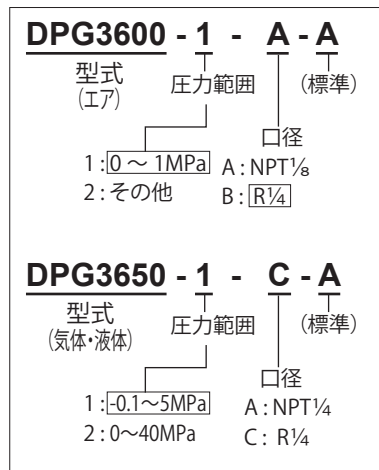 DPG3600 - 1 - A - A
型式 圧力範囲 (標準)
(エア)
口径
1 : 0 ～ 1MPa A : NPT⅛
2 : その他 B : R¼
DPG3650 - 1 - C - A
型式 圧力範囲 (標準)
(気体・液体)
口径
1 : -0.1～5MPa A : NPT¼
2 : 0～40MPa C : R¼